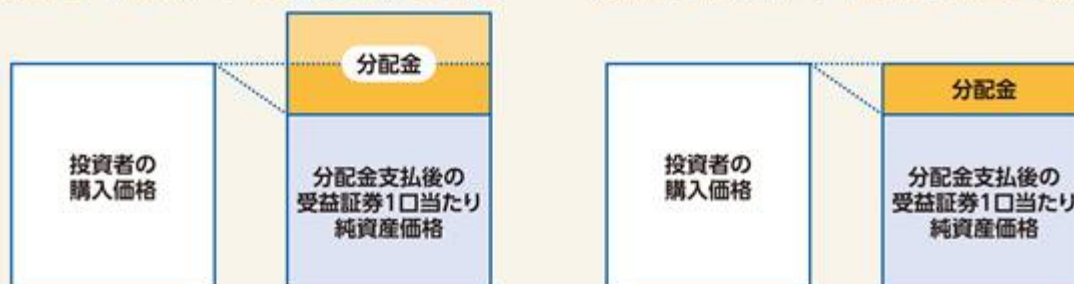 分配金
投資者の
購入価格
分配金支払後の
受益証券1口当たり
純資産価格
分配金
投資者の
購入価格
分配金支払後の
受益証券1口当たり
純資産価格